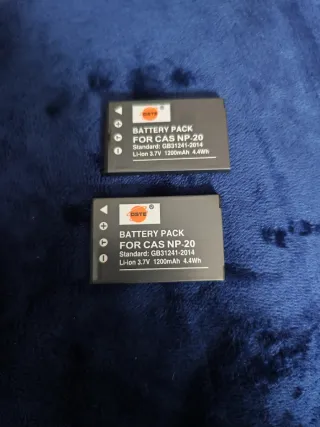 DSTE
BATTERY PACK
FOR CAS NP-20
Standard: GB31241-2014
Li-ion 3.7V 1200mAh 4.4Wh
DSTE
BATTERY PACK
FOR CAS NP-20
Standard: GB31241-2014
Li-ion 3.7V 1200mAh 4.4Wh